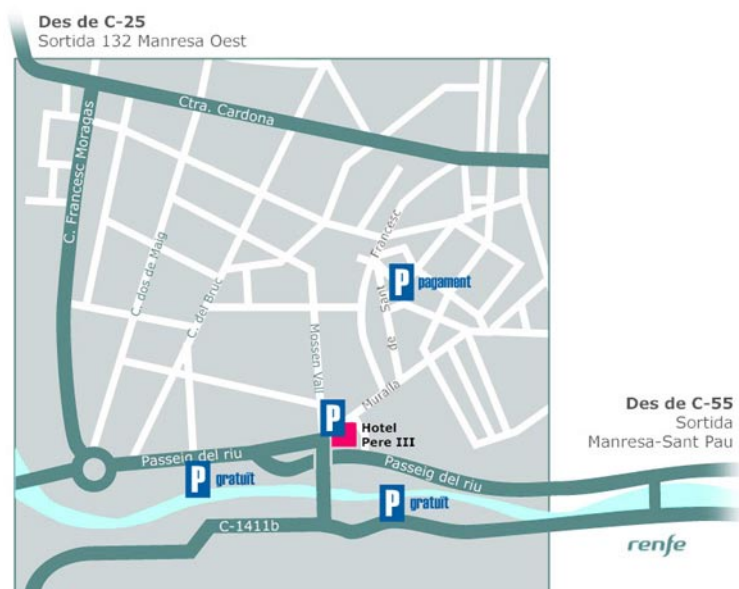 Des de C-25
Sortida 132 Manresa Oest
Ctra. Cardona
C. Francesc Moragas
C. dos de Maig
C. del Bruc
Mossen Vall
Muralla
de
Sant
Francesc
P pagament
P
Hotel
Pere III
Des de C-55
Sortida
Manresa-Sant Pau
Passeig del riu
Passeig del riu
P gratuït
P gratuït
C-1411b
renfe